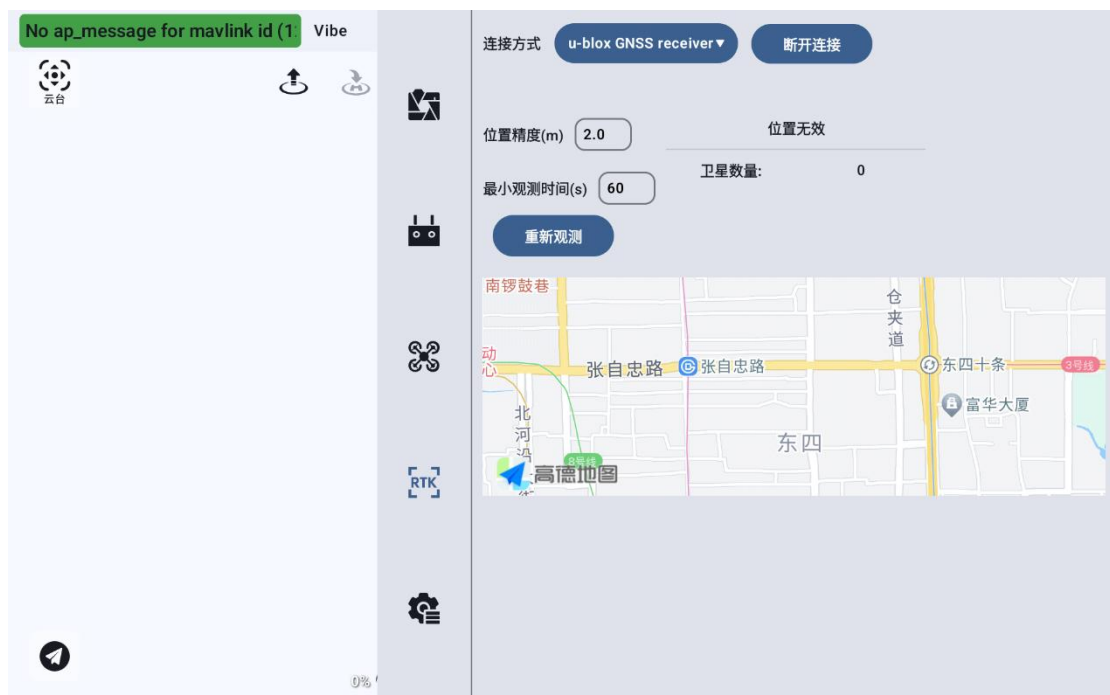 No ap_message for mavlink id (1
Vibe
云台
0%
连接方式
u-blox GNSS receiver
断开连接
位置精度(m)
2.0
位置无效
最小观测时间(s)
60
卫星数量:
0
重新观测
RTK
南锣鼓巷
仓夹道
动
心
张自忠路
张自忠路
东四十条
3号线
富华大厦
北河沿
街
东四
8号线
高德地图